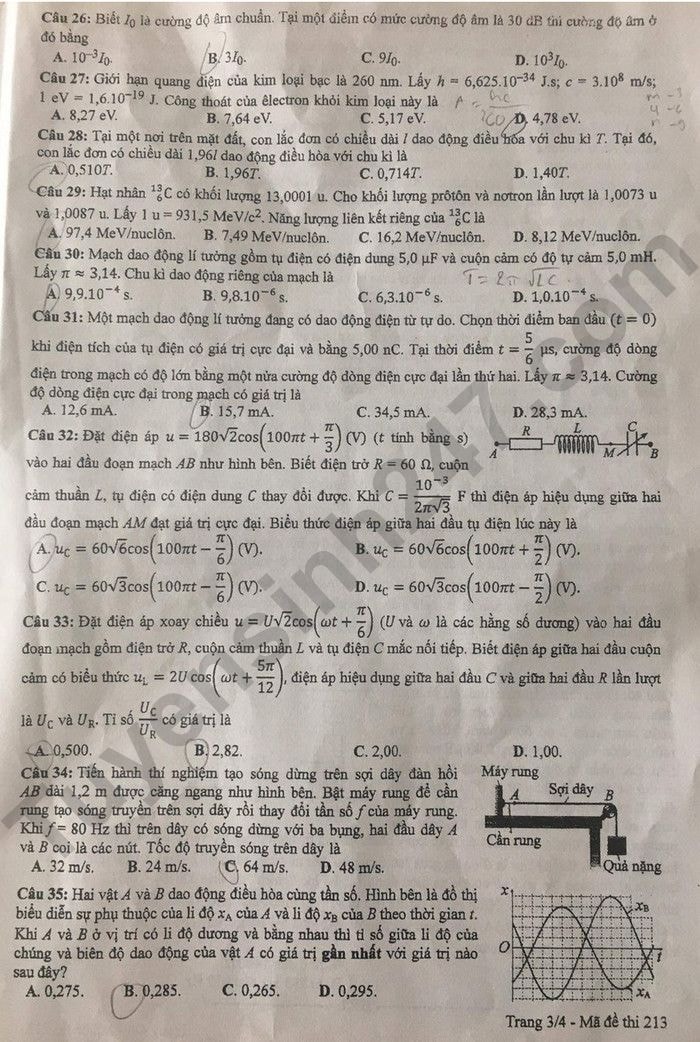 Câu 26: Biết I₀ là cường độ âm chuẩn. Tại một điểm có mức cường độ âm là 30 dB thì cường độ âm ở
đó bằng
A. 10⁻³I₀. B. 3I₀. C. 9I₀. D. 10³I₀.
Câu 27: Giới hạn quang điện của kim loại bạc là 260 nm. Lấy h = 6,625.10⁻³⁴ J.s; c = 3.10⁸ m/s;
1 eV = 1,6.10⁻¹⁹ J. Công thoát của êlectron khỏi kim loại này là A = hc
A. 8,27 eV. B. 7,64 eV. C. 5,17 eV. D. 4,78 eV.
Câu 28: Tại một nơi trên mặt đất, con lắc đơn có chiều dài l dao động điều hòa với chu kì T. Tại đó,
con lắc đơn có chiều dài 1,96l dao động điều hòa với chu kì là
A. 0,510T. B. 1,96T. C. 0,714T. D. 1,40T.
Câu 29: Hạt nhân ¹³₆C có khối lượng 13,0001 u. Cho khối lượng prôtôn và nơtron lần lượt là 1,0073 u
và 1,0087 u. Lấy 1 u = 931,5 MeV/c². Năng lượng liên kết riêng của ¹³₆C là
A. 97,4 MeV/nuclôn. B. 7,49 MeV/nuclôn. C. 16,2 MeV/nuclôn. D. 8,12 MeV/nuclôn.
Câu 30: Mạch dao động lí tưởng gồm tụ điện có điện dung 5,0 μF và cuộn cảm có độ tự cảm 5,0 mH.
Lấy π ≈ 3,14. Chu kì dao động riêng của mạch là T = 2π √LC
A. 9,9.10⁻⁴ s. B. 9,8.10⁻⁶ s. C. 6,3.10⁻⁶ s. D. 1,0.10⁻⁴ s.
Câu 31: Một mạch dao động lí tưởng đang có dao động điện từ tự do. Chọn thời điểm ban đầu (t = 0)
khi điện tích của tụ điện có giá trị cực đại và bằng 5,00 nC. Tại thời điểm t = 5/6 μs, cường độ dòng
điện trong mạch có độ lớn bằng một nửa cường độ dòng điện cực đại lần thứ hai. Lấy π ≈ 3,14. Cường
độ dòng điện cực đại trong mạch có giá trị là
A. 12,6 mA. B. 15,7 mA. C. 34,5 mA. D. 28,3 mA.
Câu 32: Đặt điện áp u = 180√2cos(100πt + π/3) (V) (t tính bằng s)
R L C
A M B
vào hai đầu đoạn mạch AB như hình bên. Biết điện trở R = 60 Ω, cuộn
cảm thuần L, tụ điện có điện dung C thay đổi được. Khi C = 10⁻³/(2π√3) F thì điện áp hiệu dụng giữa hai
đầu đoạn mạch AM đạt giá trị cực đại. Biểu thức điện áp giữa hai đầu tụ điện lúc này là
A. u_C = 60√6cos(100πt − π/6) (V). B. u_C = 60√6cos(100πt + π/2) (V).
C. u_C = 60√3cos(100πt − π/6) (V). D. u_C = 60√3cos(100πt − π/2) (V).
Câu 33: Đặt điện áp xoay chiều u = U√2cos(ωt + π/6) (U và ω là các hằng số dương) vào hai đầu
đoạn mạch gồm điện trở R, cuộn cảm thuần L và tụ điện C mắc nối tiếp. Biết điện áp giữa hai đầu cuộn
cảm có biểu thức u_L = 2U cos(ωt + 5π/12), điện áp hiệu dụng giữa hai đầu C và giữa hai đầu R lần lượt
là U_C và U_R. Tỉ số U_C/U_R có giá trị là
A. 0,500. B. 2,82. C. 2,00. D. 1,00.
Câu 34: Tiến hành thí nghiệm tạo sóng dừng trên sợi dây đàn hồi
AB dài 1,2 m được căng ngang như hình bên. Bật máy rung để cần
rung tạo sóng truyền trên sợi dây rồi thay đổi tần số f của máy rung.
Khi f = 80 Hz thì trên dây có sóng dừng với ba bụng, hai đầu dây A
và B coi là các nút. Tốc độ truyền sóng trên dây là
A. 32 m/s. B. 24 m/s. C. 64 m/s. D. 48 m/s.
Máy rung
A Sợi dây B
Cần rung
Quả nặng
Câu 35: Hai vật A và B dao động điều hòa cùng tần số. Hình bên là đồ thị
biểu diễn sự phụ thuộc của li độ x_A của A và li độ x_B của B theo thời gian t.
Khi A và B ở vị trí có li độ dương và bằng nhau thì tỉ số giữa li độ của
chúng và biên độ dao động của vật A có giá trị gần nhất với giá trị nào
sau đây?
A. 0,275. B. 0,285. C. 0,265. D. 0,295.
x
x_B
O
t
x_A
Trang 3/4 - Mã đề thi 213
Tuyensinh247.com